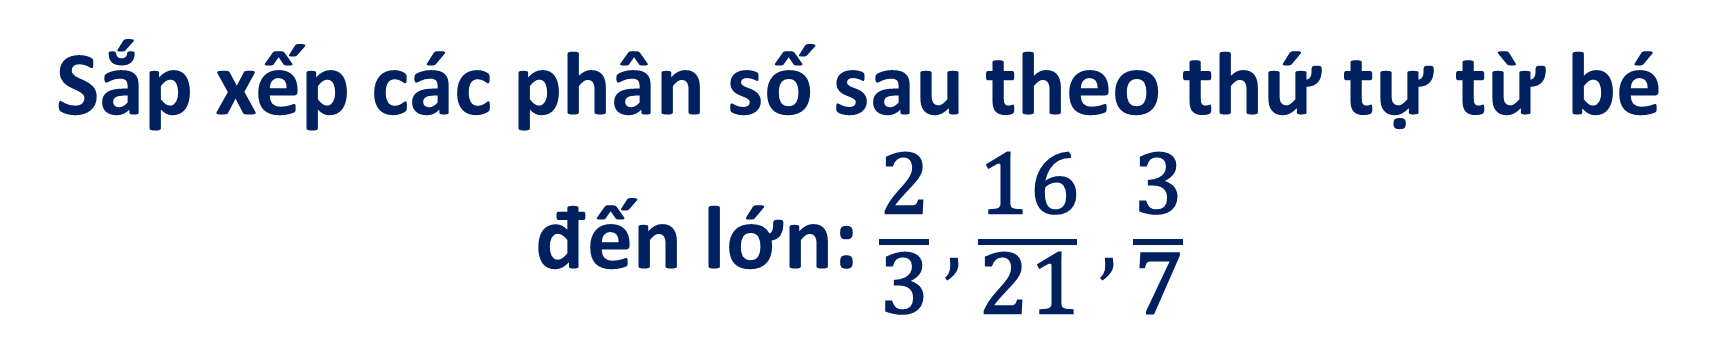 Sắp xếp các phân số sau theo thứ tự từ bé
đến lớn: 2/3, 16/21, 3/7